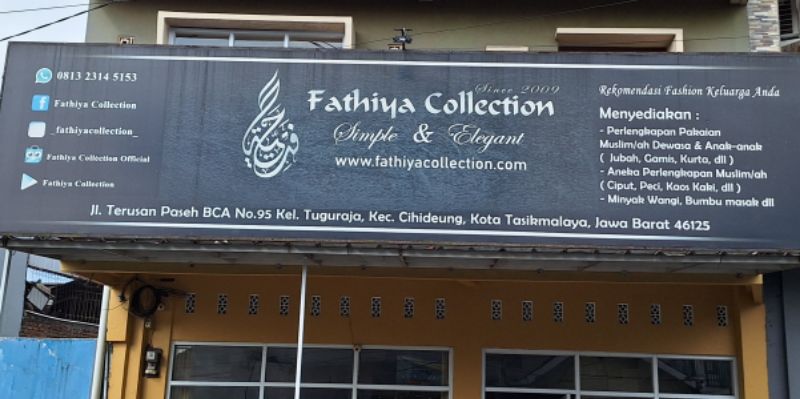 0813 2314 5153
Fathiya Collection
_fathiyacollection_
Fathiya Collection Official
Fathiya Collection
Since 2009
Fathiya Collection
Simple & Elegant
www.fathiyacollection.com
Rekomendasi Fashion Keluarga Anda
Menyediakan :
- Perlengkapan Pakaian
Muslim/ah Dewasa & Anak-anak
( Jubah, Gamis, Kurta, dll )
- Aneka Perlengkapan Muslim/ah
( Ciput, Peci, Kaos Kaki, dll )
- Minyak Wangi, Bumbu masak dll
Jl. Terusan Paseh BCA No.95 Kel. Tuguraja, Kec. Cihideung, Kota Tasikmalaya, Jawa Barat 46125